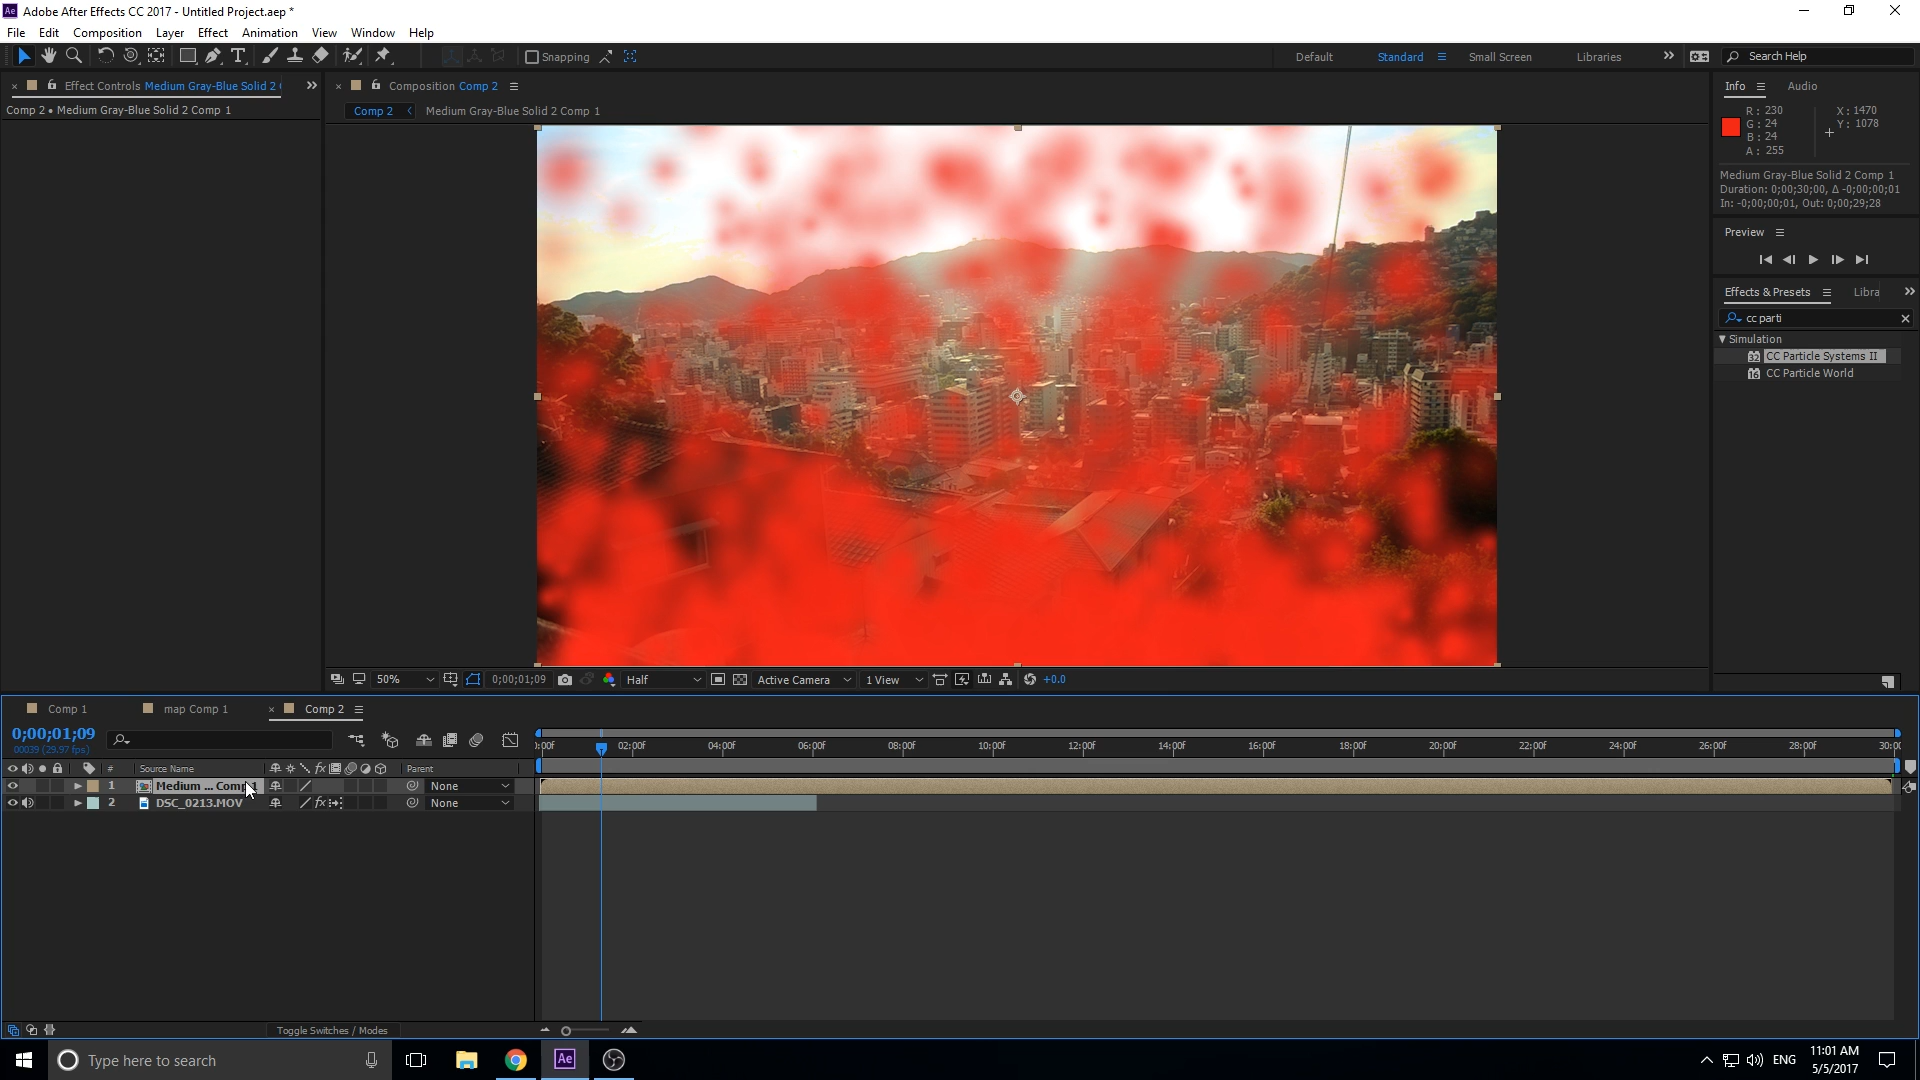 Adobe After Effects CC 2017 - Untitled Project.aep *
File Edit Composition Layer Effect Animation View Window Help
Snapping
Default Standard Small Screen Libraries
Search Help
Effect Controls Medium Gray-Blue Solid 2
Comp 2 • Medium Gray-Blue Solid 2 Comp 1
Composition Comp 2
Comp 2 Medium Gray-Blue Solid 2 Comp 1
Info Audio
R: 230
G: 24
B: 24
A: 255
X: 1470
Y: 1078
Medium Gray-Blue Solid 2 Comp 1
Duration: 0;00;30;00, Δ -0;00;00;01
In: -0;00;00;01, Out: 0;00;29;28
Preview
Effects & Presets Libra
cc parti
Simulation
32 CC Particle Systems II
16 CC Particle World
50% 0;00;01;09 Half Active Camera 1 View +0.0
Comp 1 map Comp 1 Comp 2
0;00;01;09
00039 (29.97 fps)
):00f 02:00f 04:00f 06:00f 08:00f 10:00f 12:00f 14:00f 16:00f 18:00f 20:00f 22:00f 24:00f 26:00f 28:00f 30:00
# Source Name fx Parent
1 Medium ... Comp 1 None
2 DSC_0213.MOV fx None
Toggle Switches / Modes
Type here to search
Ae
ENG
11:01 AM
5/5/2017